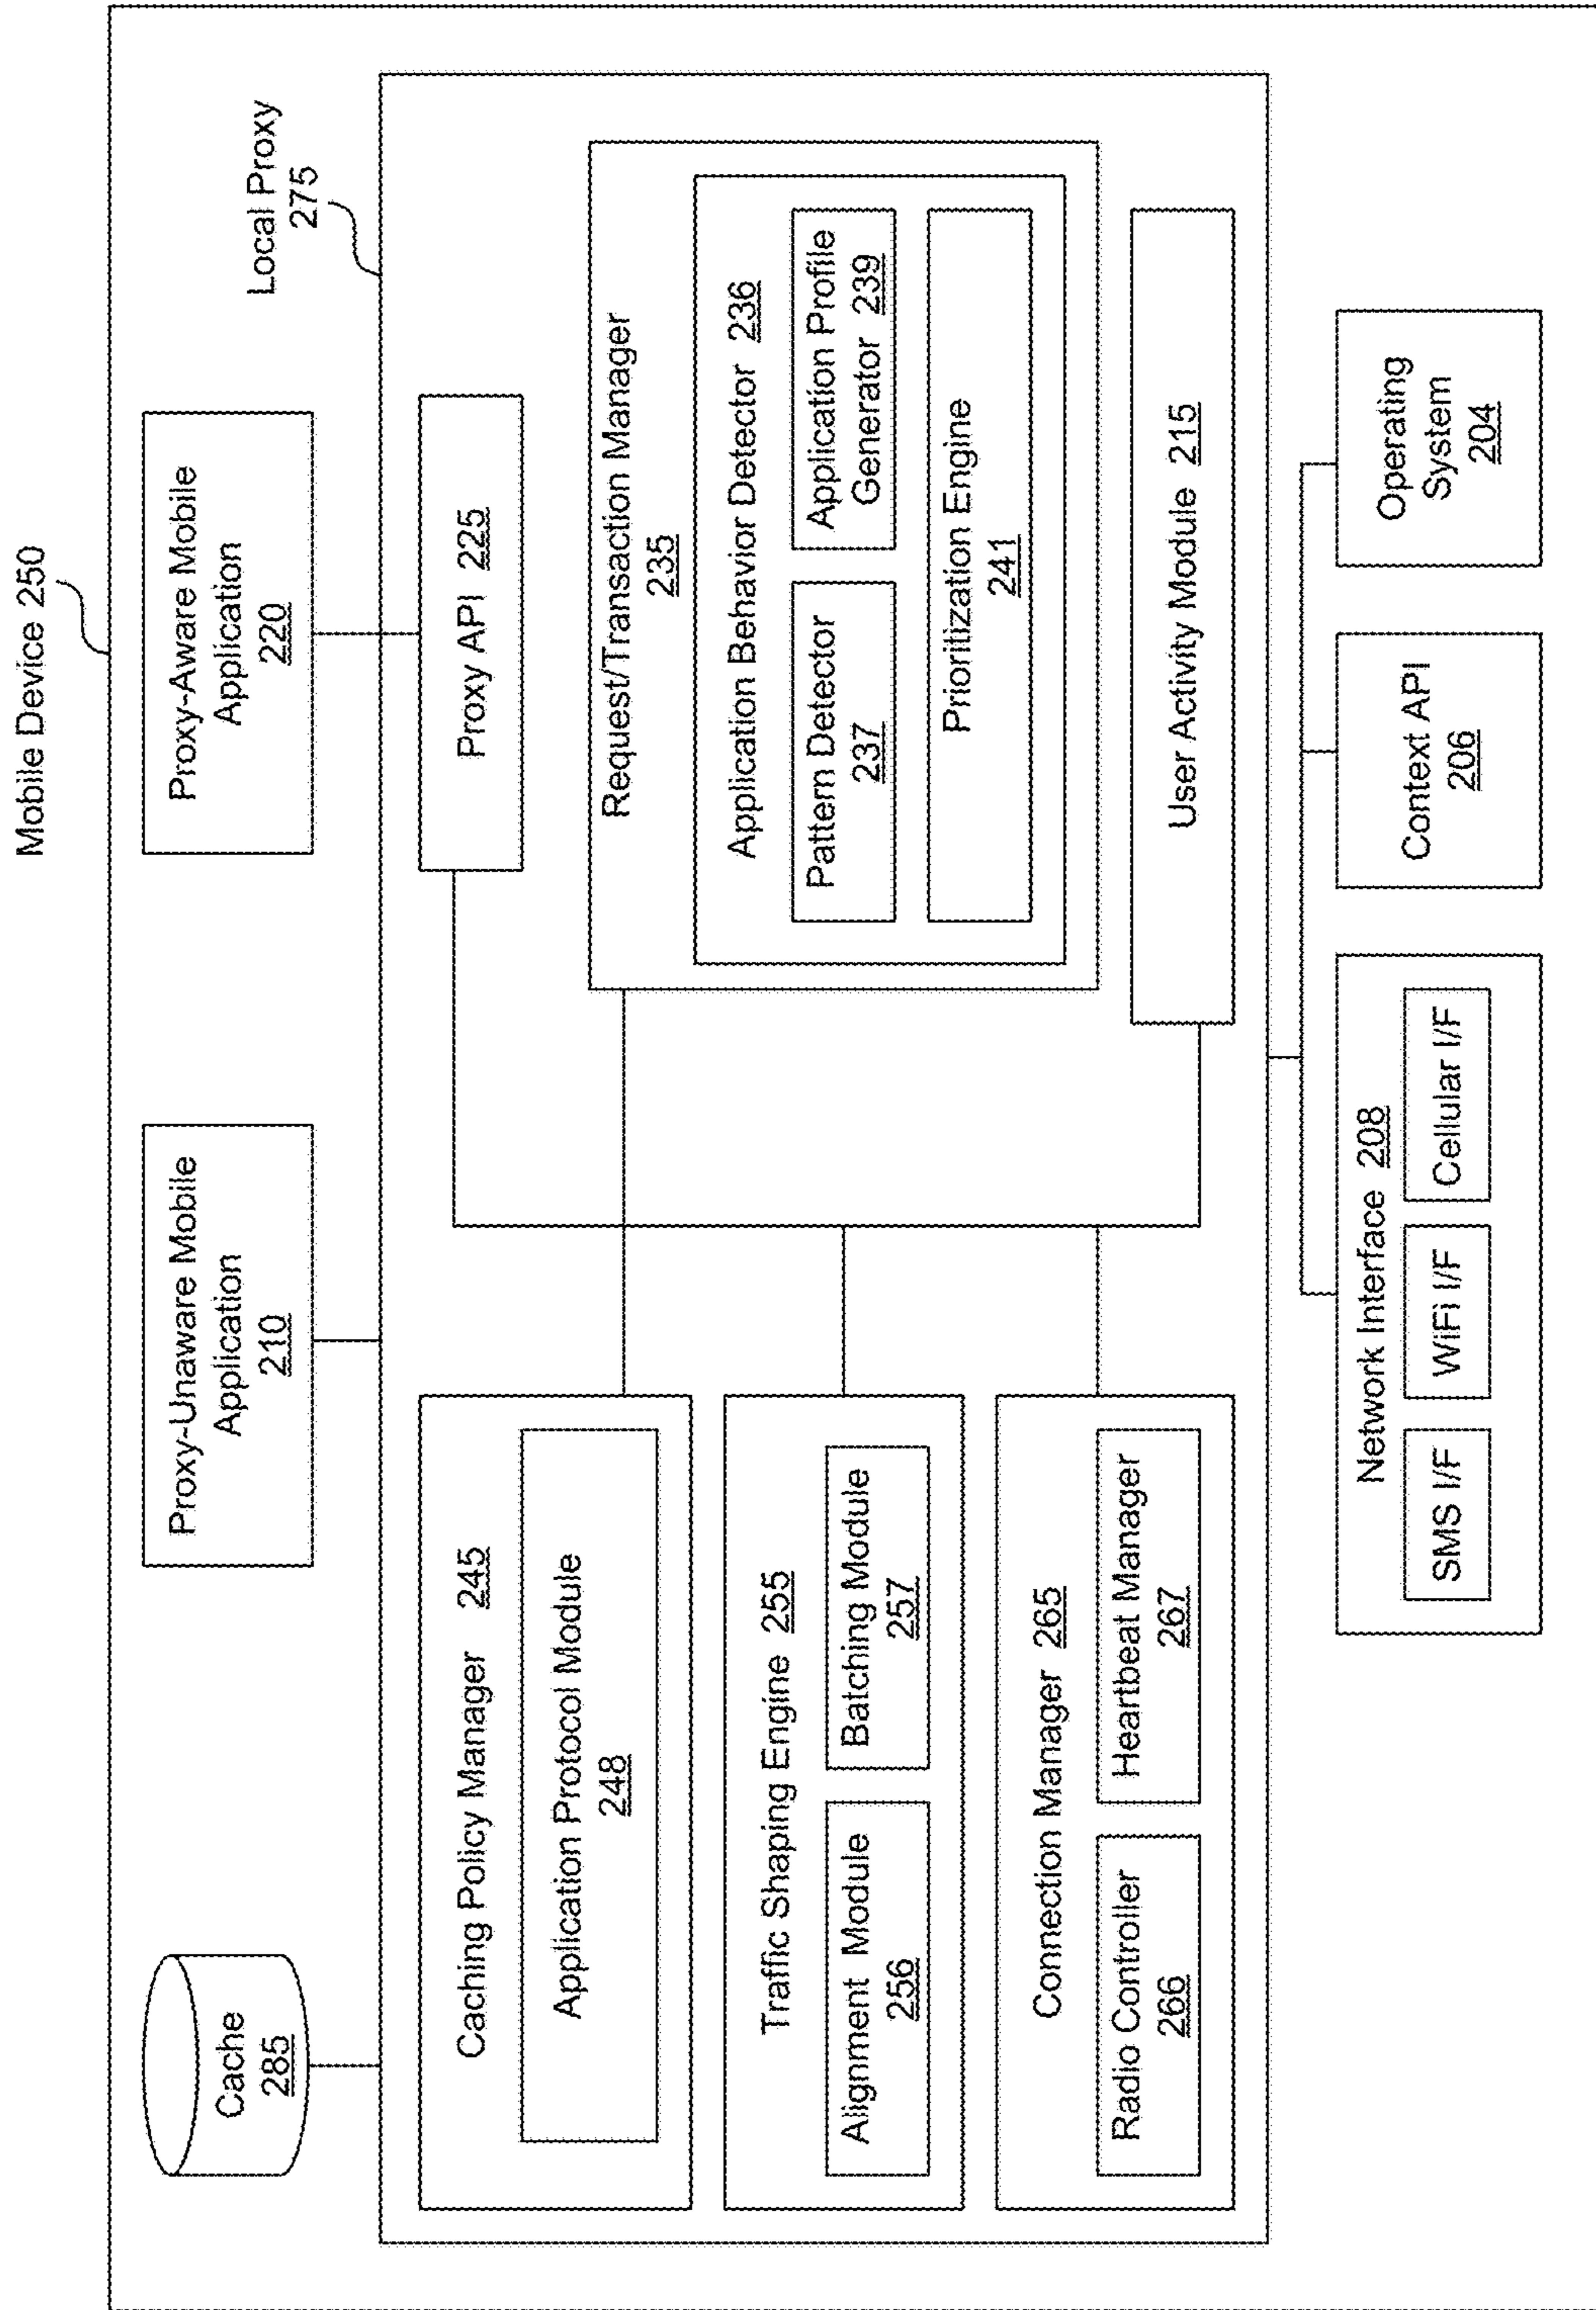 Mobile Device 250
Cache
285
Proxy-Unaware Mobile
Application
210
Proxy-Aware Mobile
Application
220
Local Proxy
275
Caching Policy Manager 245
Application Protocol Module
248
Traffic Shaping Engine 255
Alignment Module
256
Batching Module
257
Connection Manager 265
Radio Controller
266
Heartbeat Manager
267
Proxy API 225
Request/Transaction Manager
235
Application Behavior Detector 236
Pattern Detector
237
Application Profile
Generator 239
Prioritization Engine
241
User Activity Module 215
Network Interface 208
SMS I/F
WiFi I/F
Cellular I/F
Context API
206
Operating
System
204